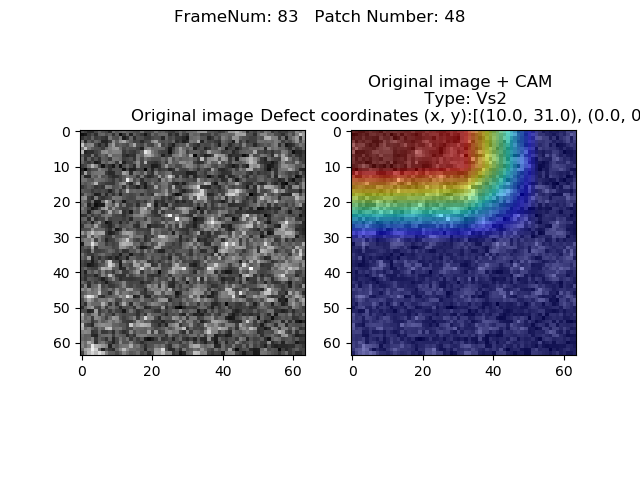 FrameNum: 83   Patch Number: 48
Original image + CAM
Type: Vs2
Original image
Defect coordinates (x, y):[(10.0, 31.0), (0.0, 0
0
10
20
30
40
50
60
0 20 40 60
0
10
20
30
40
50
60
0 20 40 60